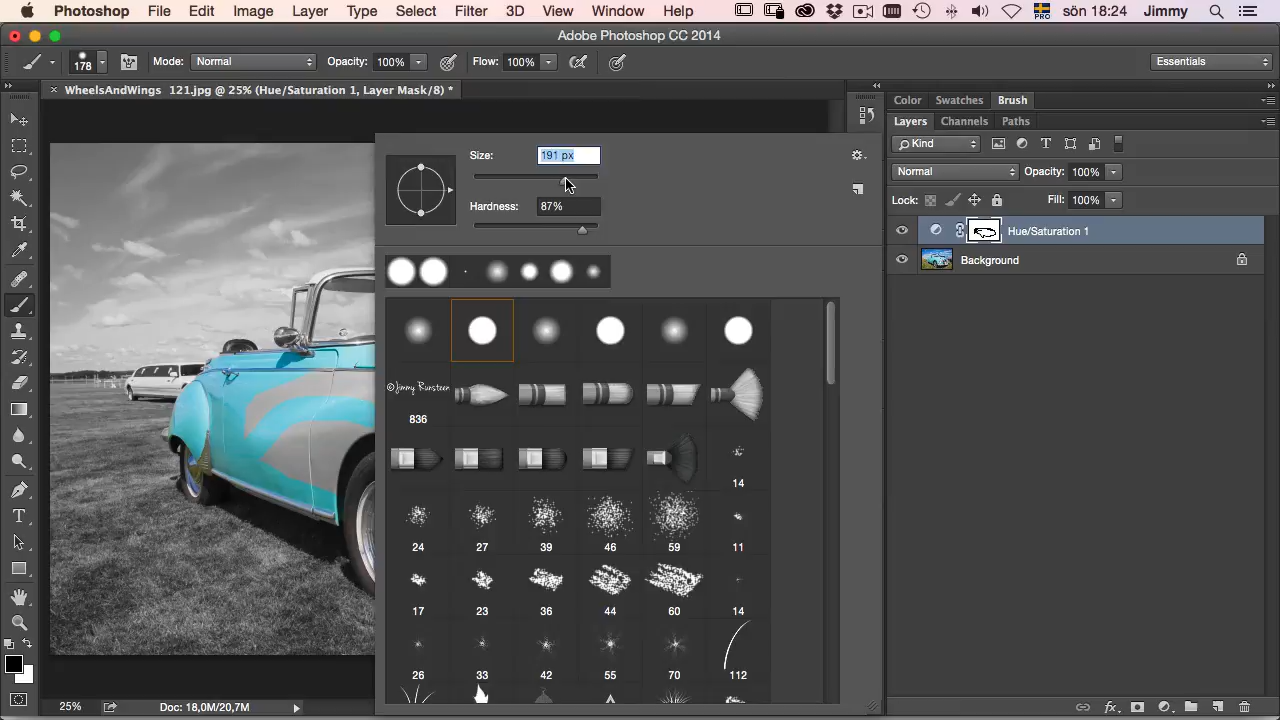 Photoshop File Edit Image Layer Type Select Filter 3D View Window Help PRO sön 18:24 Jimmy
Adobe Photoshop CC 2014
178 Mode: Normal Opacity: 100% Flow: 100% Essentials
WheelsAndWings 121.jpg @ 25% (Hue/Saturation 1, Layer Mask/8) *
Color Swatches Brush
Layers Channels Paths
Kind
Normal Opacity: 100%
Lock: Fill: 100%
Hue/Saturation 1
Background
Size: 191 px
Hardness: 87%
©Jimmy Runsteen
836
14
24 27 39 46 59 11
17 23 36 44 60 14
26 33 42 55 70 112
25% Doc: 18,0M/20,7M